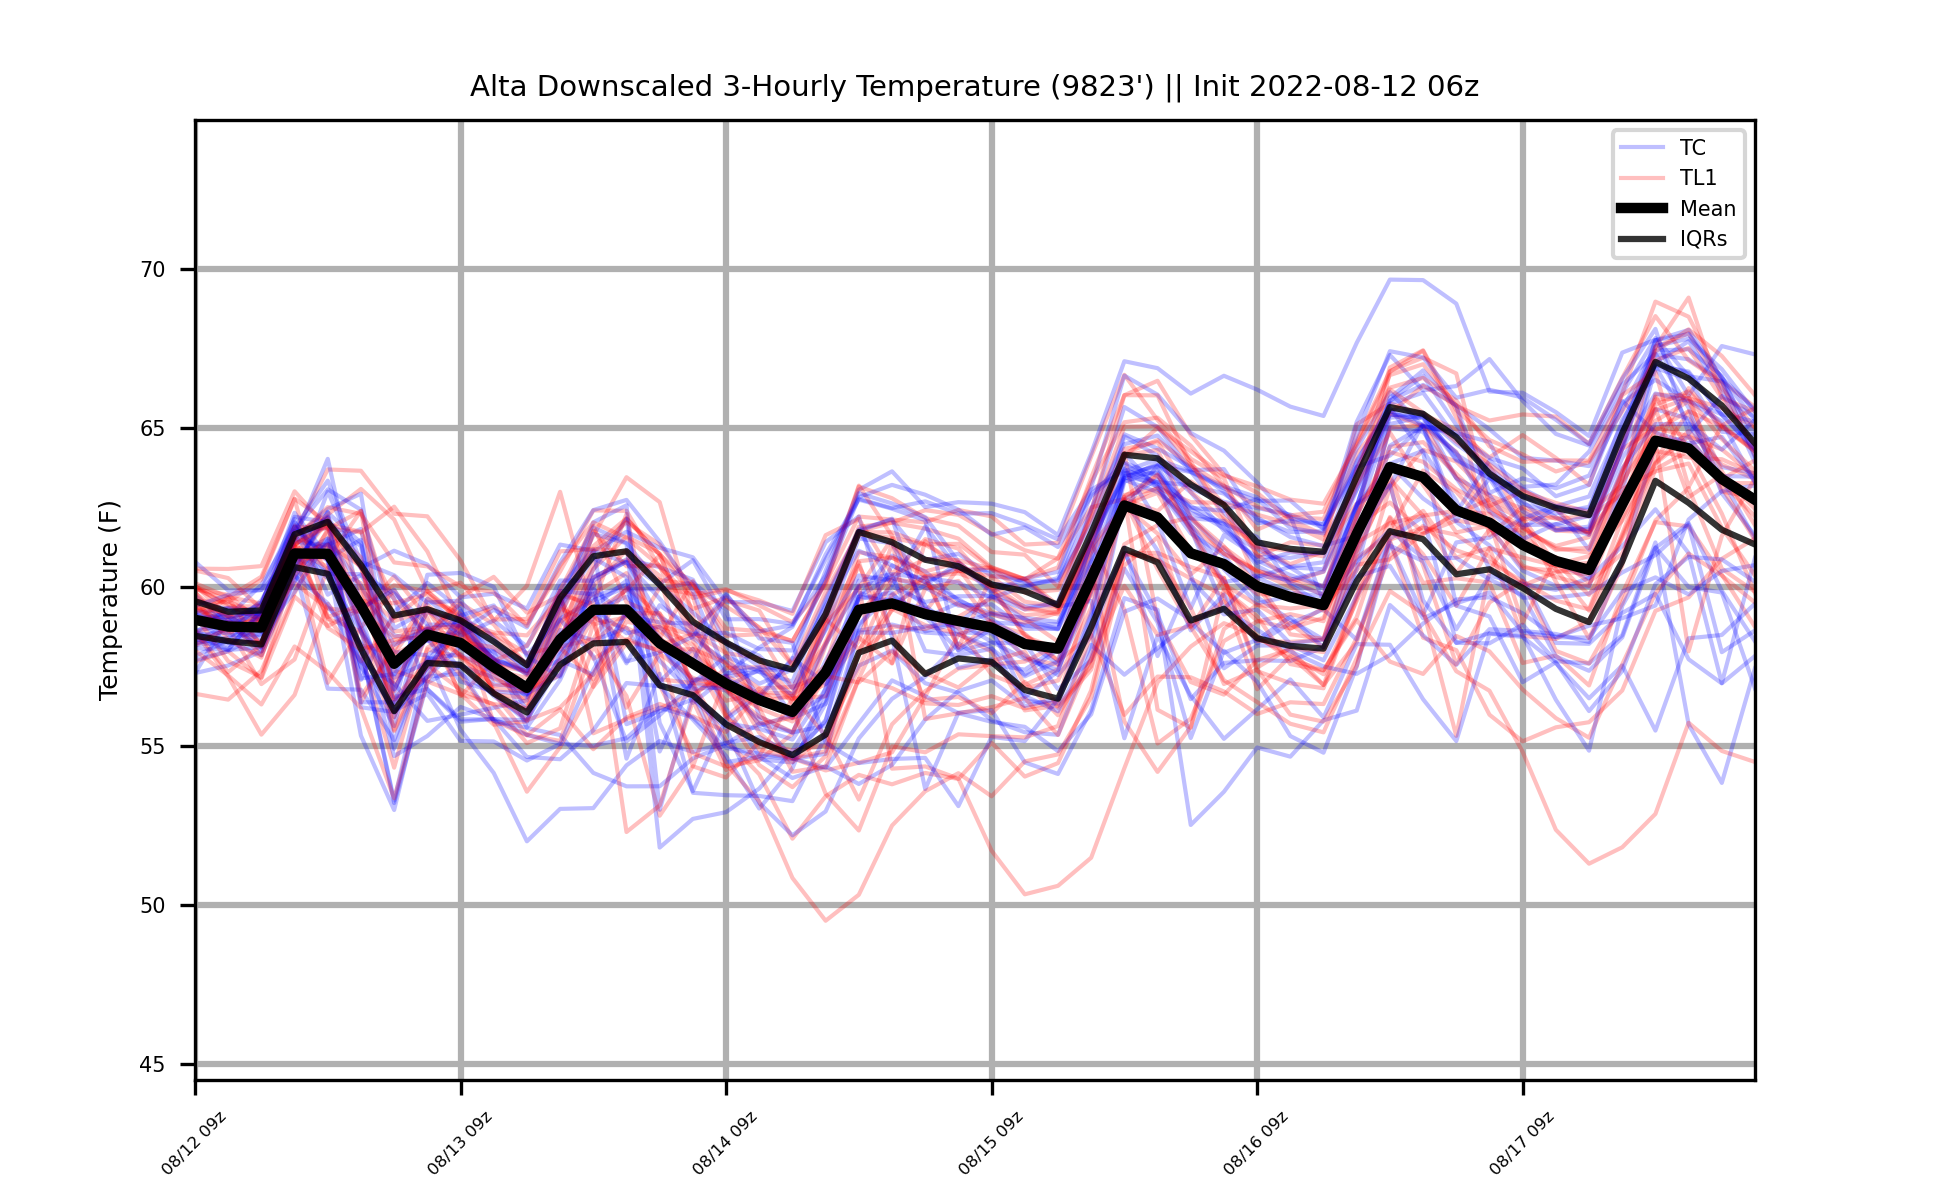 Alta Downscaled 3-Hourly Temperature (9823') || Init 2022-08-12 06z
TC
TL1
Mean
IQRs
Temperature (F)
70
65
60
55
50
45
08/12 09z
08/13 09z
08/14 09z
08/15 09z
08/16 09z
08/17 09z